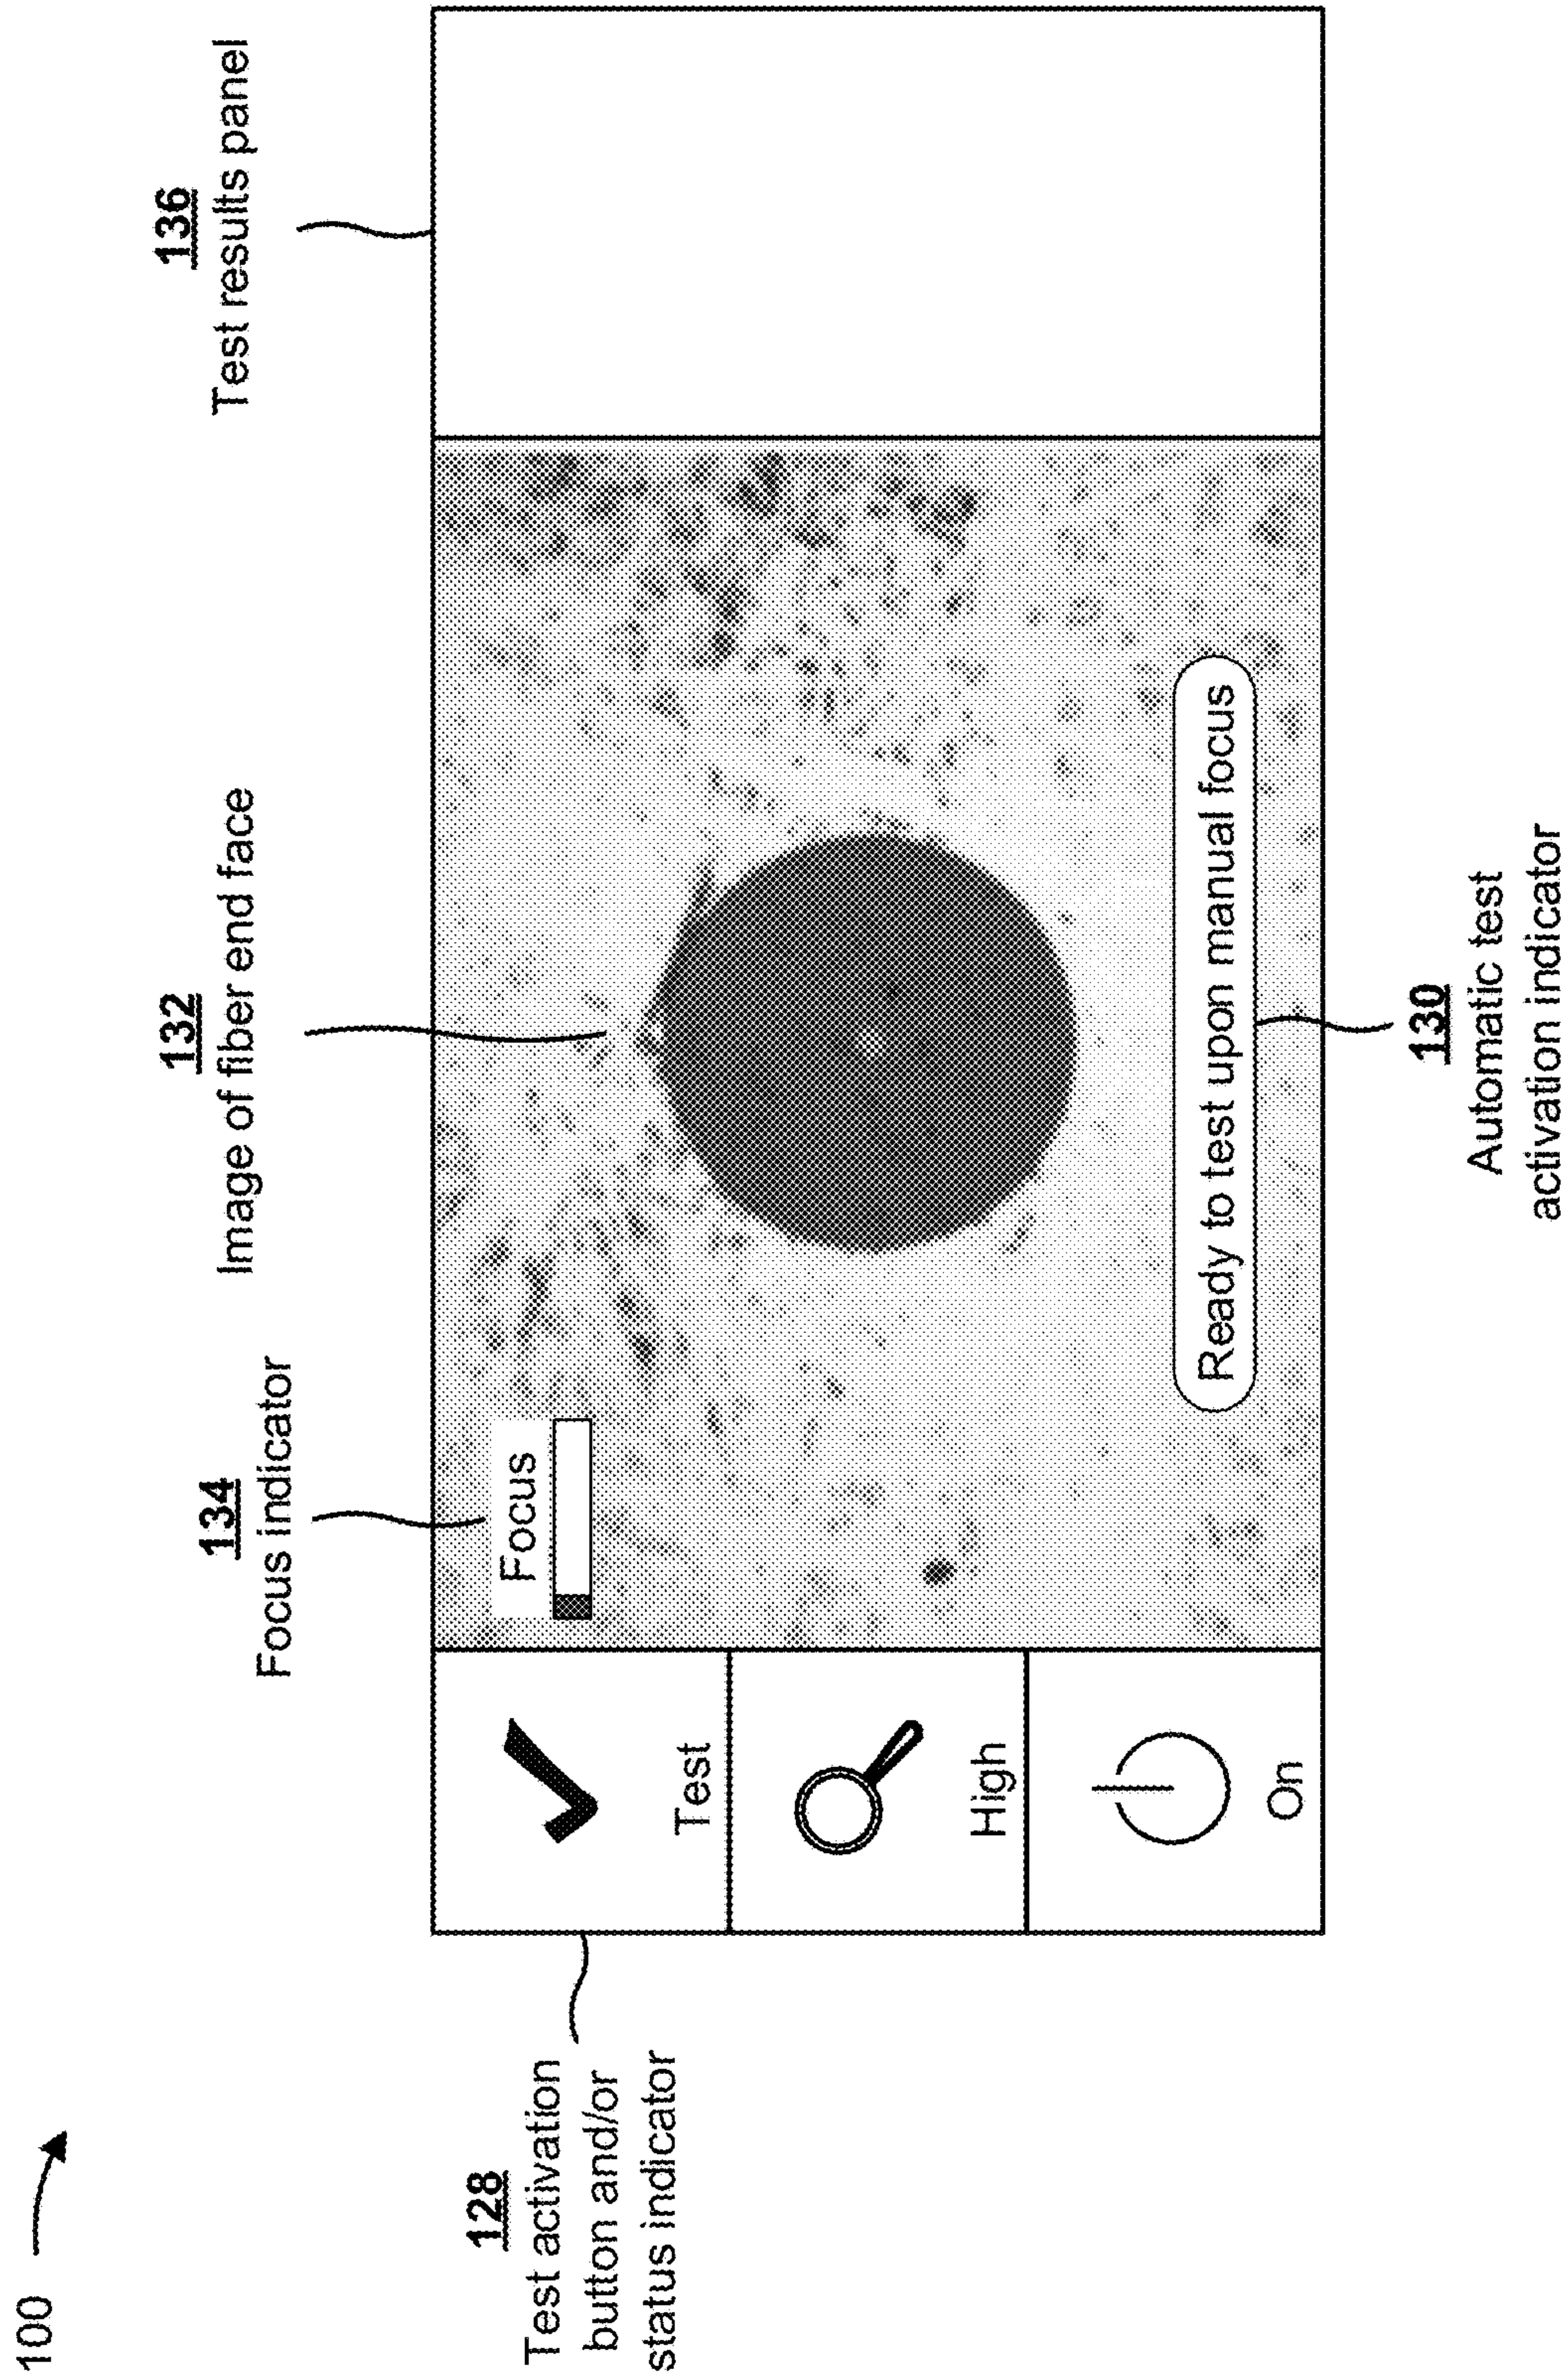 100
128
Test activation
button and/or
status indicator
134
Focus indicator
132
Image of fiber end face
136
Test results panel
Test
High
On
Focus
Ready to test upon manual focus
130
Automatic test
activation indicator